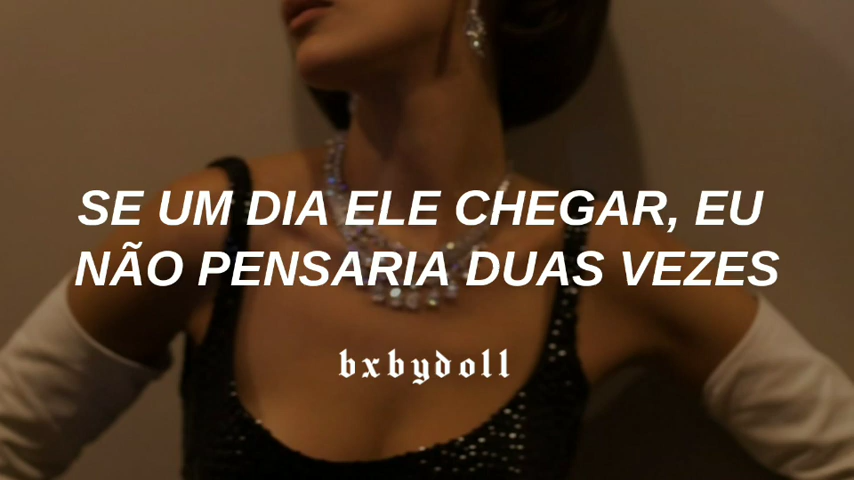 SE UM DIA ELE CHEGAR, EU
NÃO PENSARIA DUAS VEZES
bxbydoll